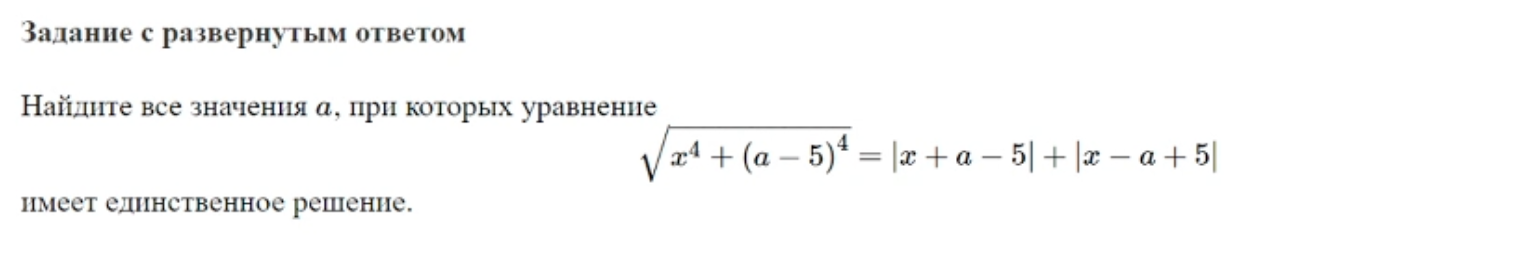 Задание с развернутым ответом
Найдите все значения a, при которых уравнение
√(x⁴ + (a − 5)⁴) = |x + a − 5| + |x − a + 5|
имеет единственное решение.